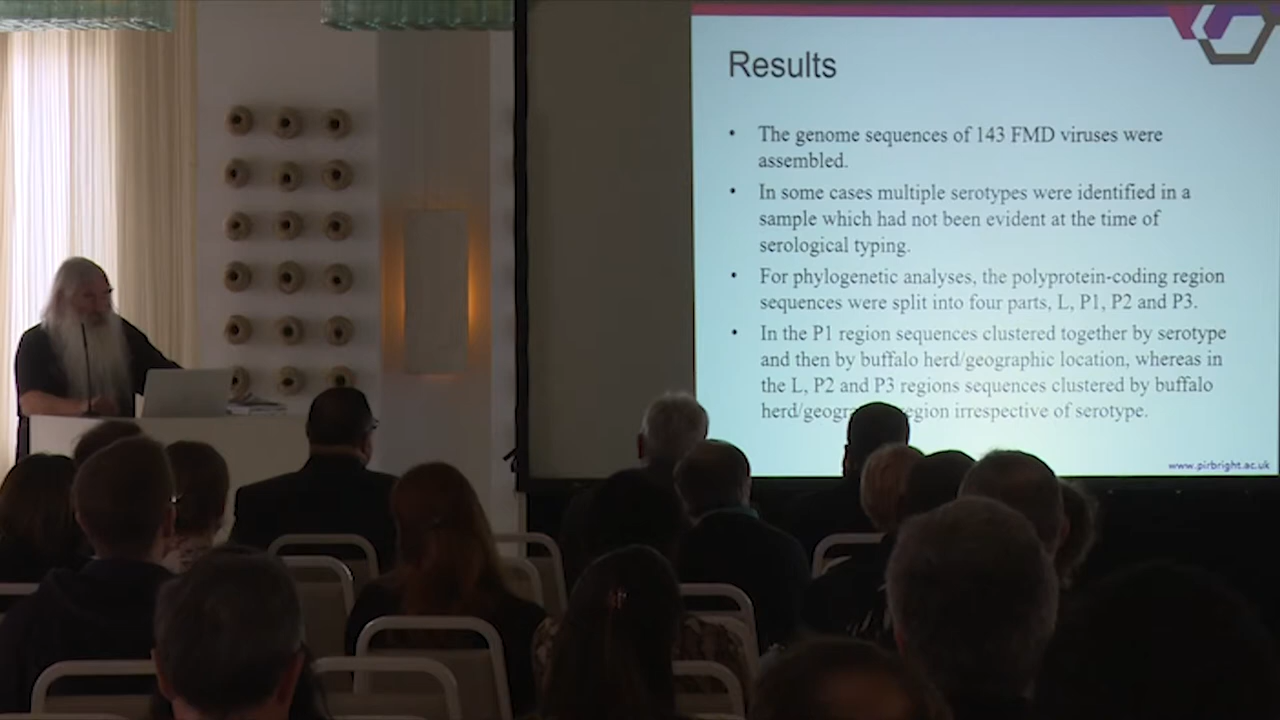 Results
• The genome sequences of 143 FMD viruses were
assembled.
• In some cases multiple serotypes were identified in a
sample which had not been evident at the time of
serological typing.
• For phylogenetic analyses, the polyprotein-coding region
sequences were split into four parts, L, P1, P2 and P3.
• In the P1 region sequences clustered together by serotype
and then by buffalo herd/geographic location, whereas in
the L, P2 and P3 regions sequences clustered by buffalo
region irrespective of serotype.
www.pirbright.ac.uk